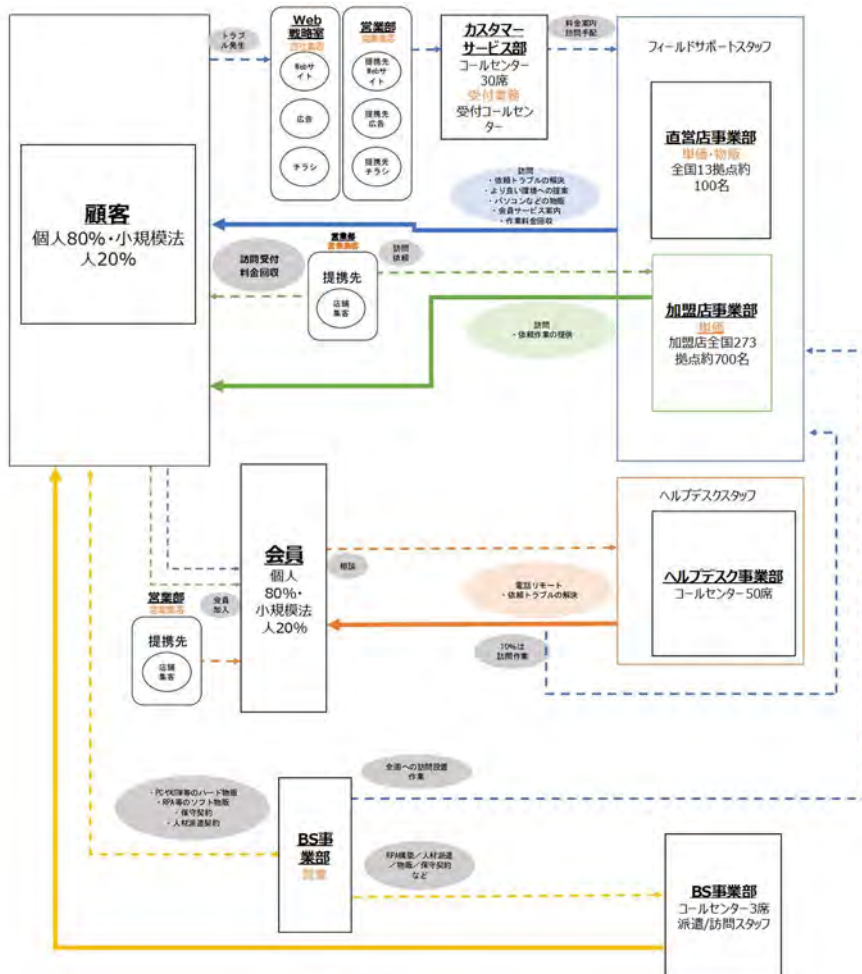 トラブ
ル発生
Web
戦略室
Webサ
イト
広告
チラシ
営業部
提携先
Webサ
イト
提携先
広告
提携先
チラシ
カスタマー
サービス部
コールセンター
30席
受付業務
受付コールセン
ター
料金案内
訪問手配
フィールドサポートスタッフ
直営店事業部
単価・物販
全国13拠点約
100名
顧客
個人80%・小規模法
人20%
訪問
・依頼トラブルの解決
・より良い環境への提案
・パソコンなどの物販
・会員サービス案内
・作業料金回収
訪問受付
料金回収
営業部
営業集客
提携先
店舗
集客
訪問
依頼
訪問
・依頼作業の提供
加盟店事業部
単価
加盟店全国273
拠点約700名
会員
個人
80%・
小規模法
人20%
相談
電話リモート
・依頼トラブルの解決
10%は
訪問作業
ヘルプデスクスタッフ
ヘルプデスク事業部
コールセンター50席
営業部
営業集客
提携先
店舗
集客
会員
加入
全国への訪問設置
作業
・RPA等のソフト物販
・保守契約
・人材派遣契約
BS事
業部
営業
RPA構築／人材派遣
／物販／保守契約
など
BS事業部
コールセンター3席
派遣/訪問スタッフ